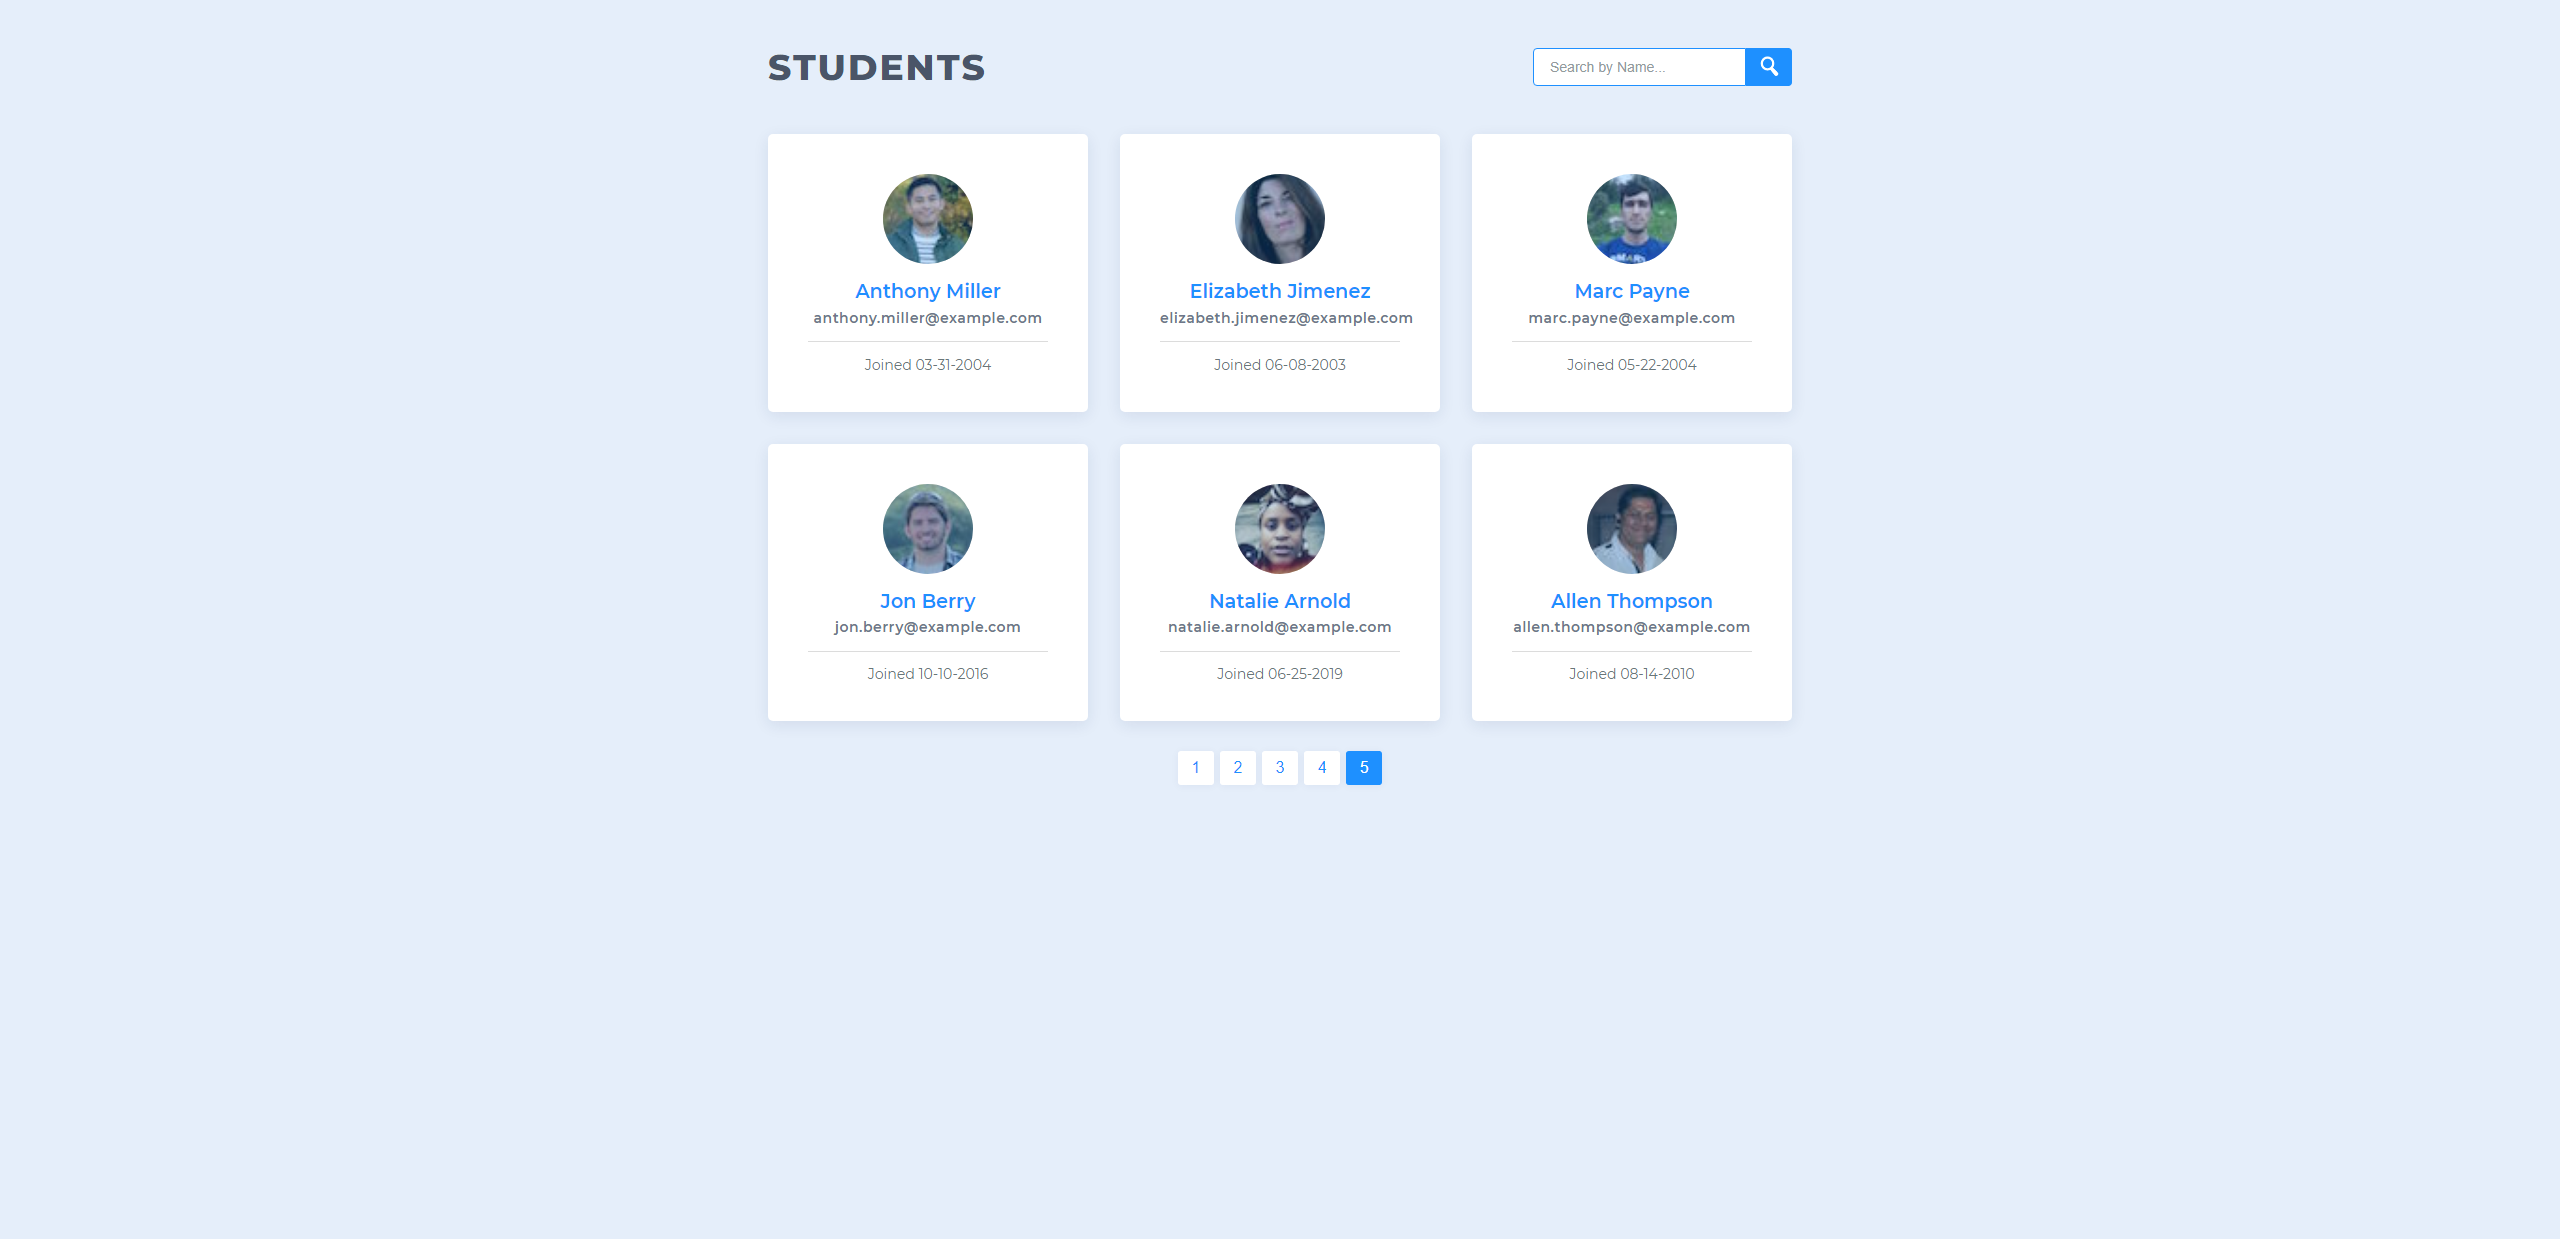 STUDENTS
Search by Name...
Anthony Miller
anthony.miller@example.com
Joined 03-31-2004
Elizabeth Jimenez
elizabeth.jimenez@example.com
Joined 06-08-2003
Marc Payne
marc.payne@example.com
Joined 05-22-2004
Jon Berry
jon.berry@example.com
Joined 10-10-2016
Natalie Arnold
natalie.arnold@example.com
Joined 06-25-2019
Allen Thompson
allen.thompson@example.com
Joined 08-14-2010
1 2 3 4 5